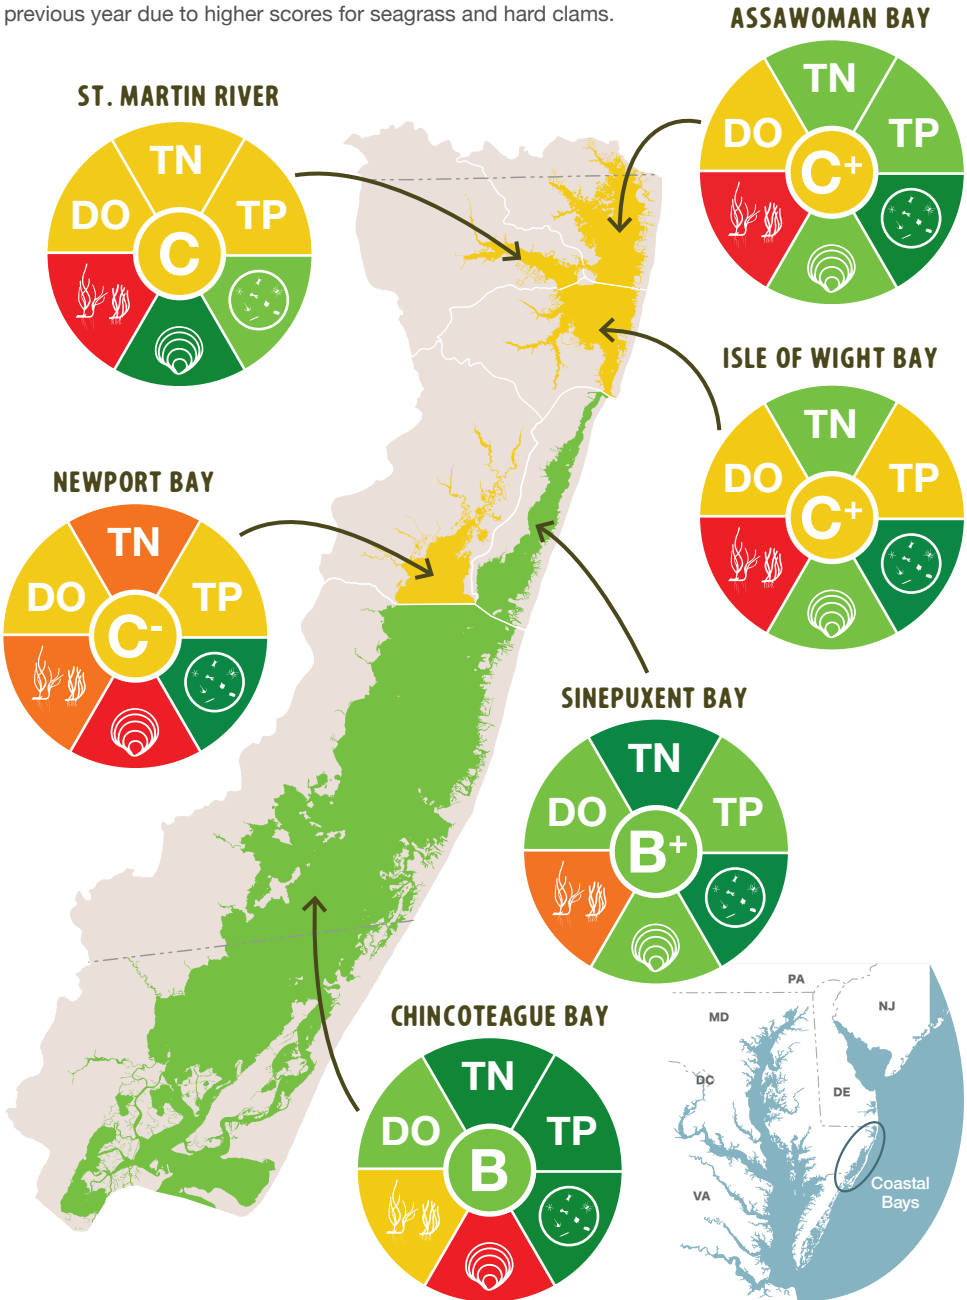 previous year due to higher scores for seagrass and hard clams.
ASSAWOMAN BAY
TN
DO
TP
C+
ST. MARTIN RIVER
TN
DO
TP
C
ISLE OF WIGHT BAY
TN
DO
TP
C+
NEWPORT BAY
TN
DO
TP
C-
SINEPUXENT BAY
TN
DO
TP
B+
CHINCOTEAGUE BAY
TN
DO
TP
B
PA
NJ
MD
DC
DE
VA
Coastal
Bays